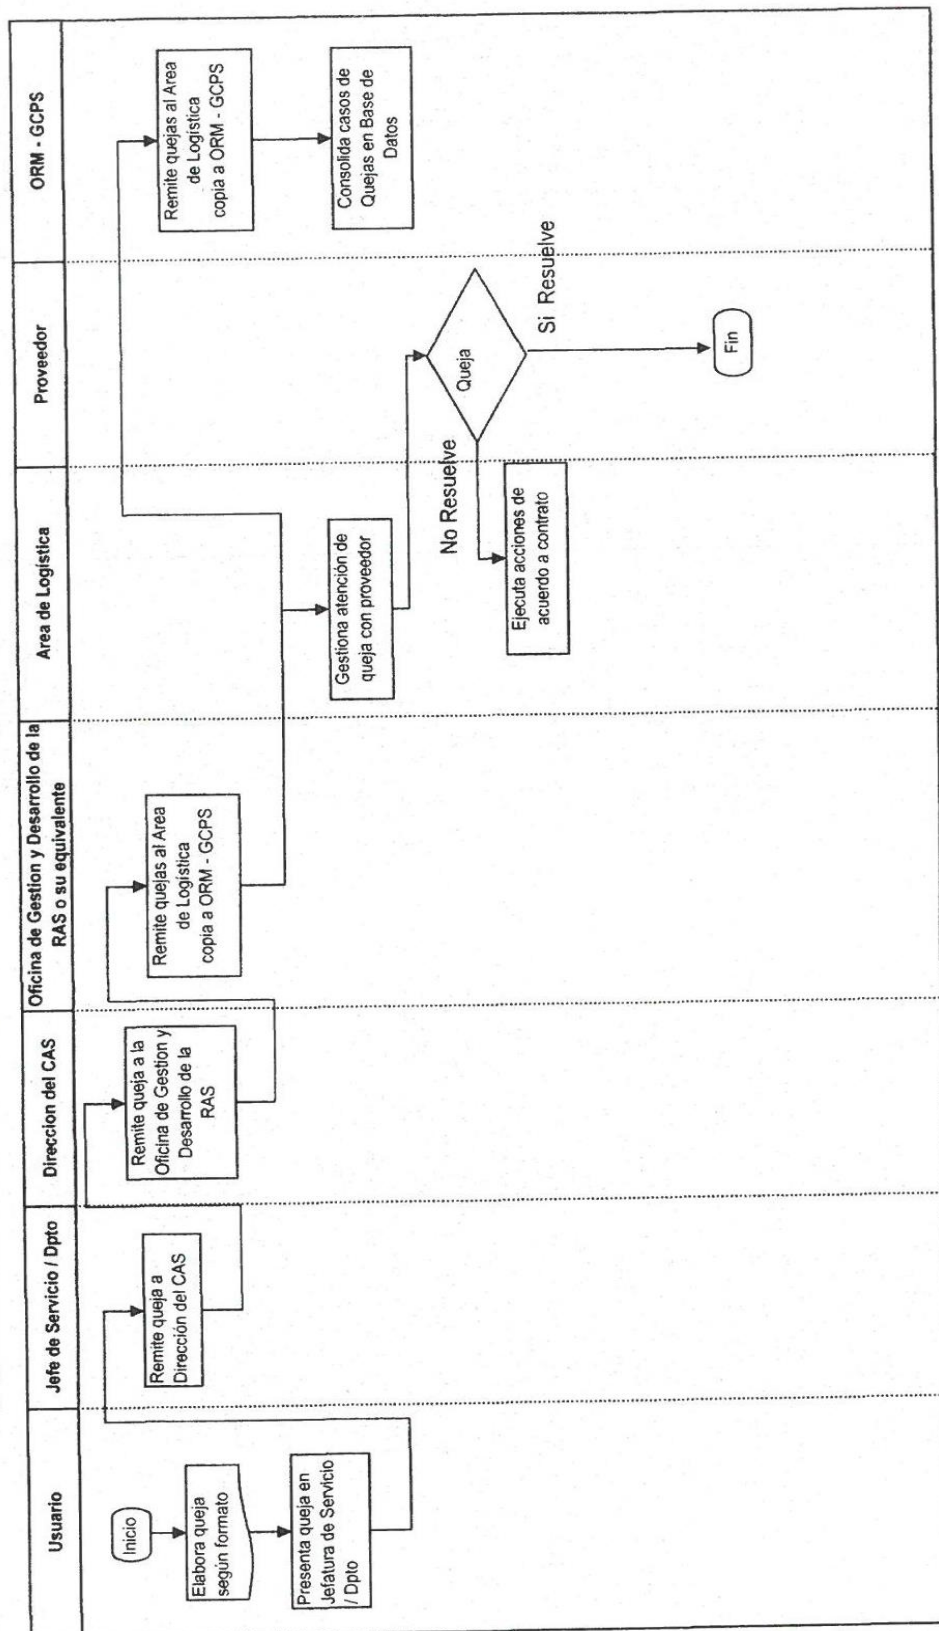 Usuario
Jefe de Servicio / Dpto
Direccion del CAS
Oficina de Gestion y Desarrollo de la
RAS o su equivalente
Area de Logística
Proveedor
ORM - GCPS
Inicio
Elabora queja
según formato
Presenta queja en
Jefatura de Servicio
/ Dpto
Remite queja a
Dirección del CAS
Remite queja a la
Oficina de Gestion y
Desarrollo de la
RAS
Remite quejas al Area
de Logística
copia a ORM - GCPS
Gestiona atención de
queja con proveedor
Ejecuta acciones de
acuerdo a contrato
No Resuelve
Queja
Si Resuelve
Fin
Remite quejas al Area
de Logística
copia a ORM - GCPS
Consolida casos de
Quejas en Base de
Datos